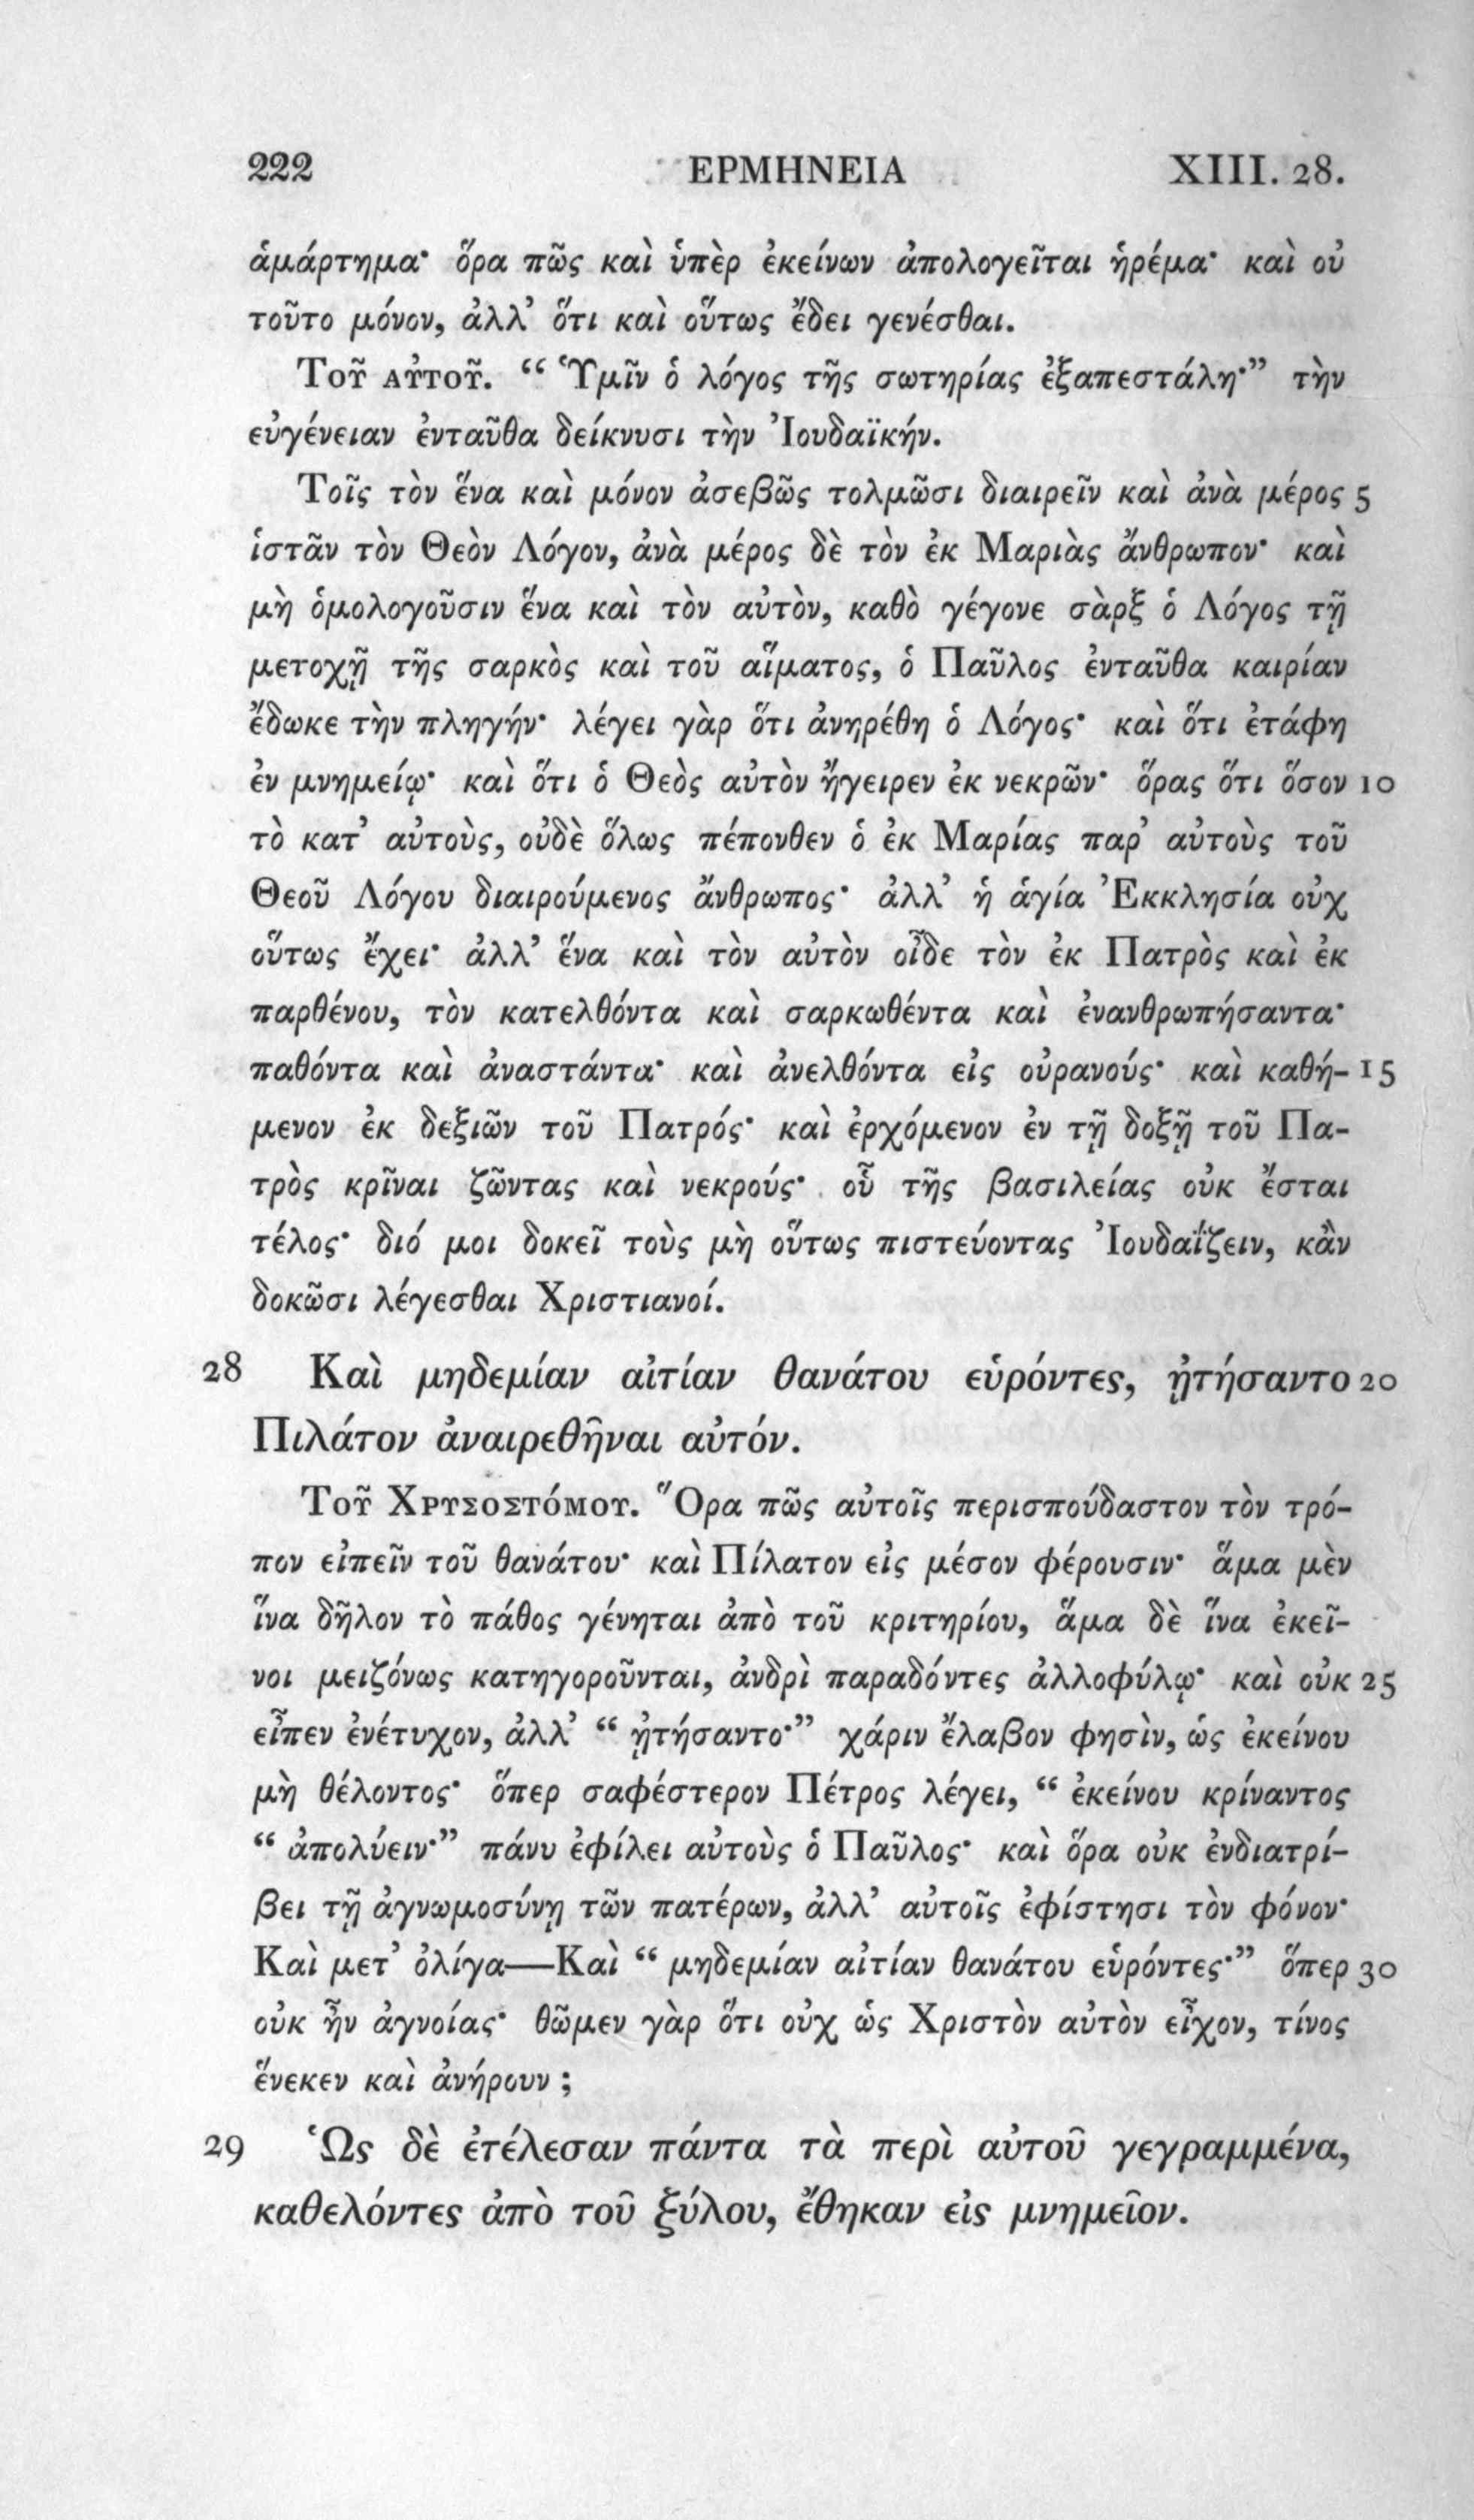 222 ΕΡΜΗΝΕΙΑ XIII. 28.
ἁμάρτημα· ὅρα πῶς καὶ ὑπὲρ ἐκείνων ἀπολογεῖται ἠρέμα· καὶ οὐ
τοῦτο μόνον, ἀλλ’ ὅτι καὶ οὕτως ἔδει γενέσθαι.
Τοῦ αὐτοῦ. “ Ὑμῖν ὁ λόγος τῆς σωτηρίας ἐξαπεστάλη·” τὴν
εὐγένειαν ἐνταῦθα δείκνυσι τὴν Ἰουδαϊκήν.
Τοῖς τὸν ἕνα καὶ μόνον ἀσεβῶς τολμῶσι διαιρεῖν καὶ ἀνὰ μέρος 5
ἱστᾶν τὸν Θεὸν Λόγον, ἀνὰ μέρος δὲ τὸν ἐκ Μαριὰς ἄνθρωπον· καὶ
μὴ ὁμολογοῦσιν ἕνα καὶ τὸν αὐτὸν, καθὸ γέγονε σὰρξ ὁ Λόγος τῇ
μετοχῇ τῆς σαρκὸς καὶ τοῦ αἵματος, ὁ Παῦλος ἐνταῦθα καιρίαν
ἔδωκε τὴν πληγήν· λέγει γὰρ ὅτι ἀνῃρέθη ὁ Λόγος· καὶ ὅτι ἐτάφη
ἐν μνημείῳ· καὶ ὅτι ὁ Θεὸς αὐτὸν ἤγειρεν ἐκ νεκρῶν· ὅρας ὅτι ὅσον 10
τὸ κατ’ αὐτοὺς, οὐδὲ ὅλως πέπονθεν ὁ ἐκ Μαρίας παρ’ αὐτοὺς τοῦ
Θεοῦ Λόγου διαιρούμενος ἄνθρωπος· ἀλλ’ ἡ ἁγία Ἐκκλησία οὐχ
οὕτως ἔχει· ἀλλ’ ἕνα καὶ τὸν αὐτὸν οἶδε τὸν ἐκ Πατρὸς καὶ ἐκ
παρθένου, τὸν κατελθόντα καὶ σαρκωθέντα καὶ ἐνανθρωπήσαντα·
παθόντα καὶ ἀναστάντα· καὶ ἀνελθόντα εἰς οὐρανούς· καὶ καθή- 15
μενον ἐκ δεξιῶν τοῦ Πατρός· καὶ ἐρχόμενον ἐν τῇ δοξῇ τοῦ Πα-
τρὸς κρῖναι ζῶντας καὶ νεκρούς· οὗ τῆς βασιλείας οὐκ ἔσται
τέλος· διό μοι δοκεῖ τοὺς μὴ οὕτως πιστεύοντας Ἰουδαΐζειν, κἂν
δοκῶσι λέγεσθαι Χριστιανοί.
28 Καὶ μηδεμίαν αἰτίαν θανάτου εὑρόντες, ᾐτήσαντο 20
Πιλάτον ἀναιρεθῆναι αὐτόν.
Τοῦ Χρυσοστόμου. Ὅρα πῶς αὐτοῖς περισπούδαστον τὸν τρό-
πον εἰπεῖν τοῦ θανάτου· καὶ Πίλατον εἰς μέσον φέρουσιν· ἅμα μὲν
ἵνα δῆλον τὸ πάθος γένηται ἀπὸ τοῦ κριτηρίου, ἅμα δὲ ἵνα ἐκεῖ-
νοι μειζόνως κατηγοροῦνται, ἀνδρὶ παραδόντες ἀλλοφύλῳ· καὶ οὐκ 25
εἶπεν ἐνέτυχον, ἀλλ’ “ ᾐτήσαντο·” χάριν ἔλαβον φησὶν, ὡς ἐκείνου
μὴ θέλοντος· ὅπερ σαφέστερον Πέτρος λέγει, “ ἐκείνου κρίναντος
“ ἀπολύειν·” πάνυ ἐφίλει αὐτοὺς ὁ Παῦλος· καὶ ὅρα οὐκ ἐνδιατρί-
βει τῇ ἀγνωμοσύνῃ τῶν πατέρων, ἀλλ’ αὐτοῖς ἐφίστησι τὸν φόνον·
Καὶ μετ’ ὀλίγα—Καὶ “ μηδεμίαν αἰτίαν θανάτου εὑρόντες·” ὅπερ 30
οὐκ ἦν ἀγνοίας· θῶμεν γὰρ ὅτι οὐχ ὡς Χριστὸν αὐτὸν εἶχον, τίνος
ἕνεκεν καὶ ἀνήρουν ;
29 Ὡς δὲ ἐτέλεσαν πάντα τὰ περὶ αὐτοῦ γεγραμμένα,
καθελόντες ἀπὸ τοῦ ξύλου, ἔθηκαν εἰς μνημεῖον.